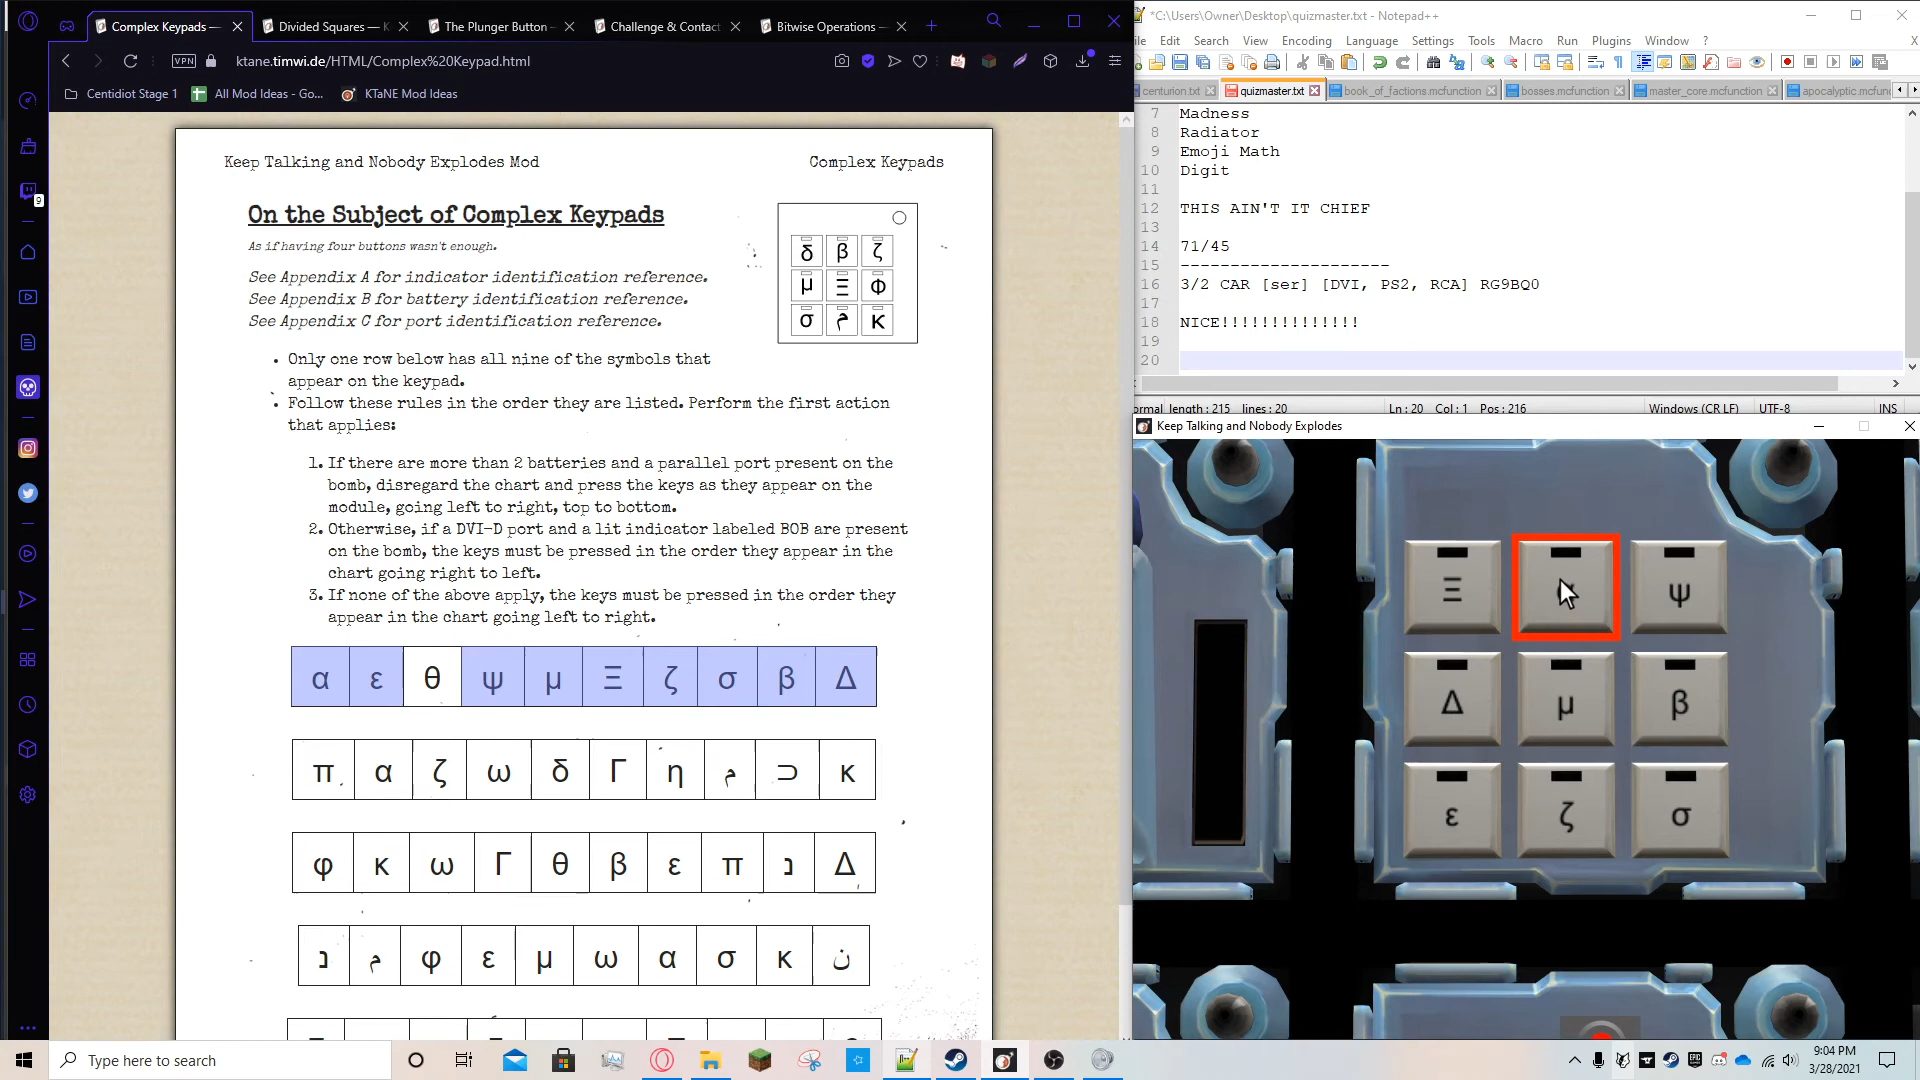 Complex Keypads —
Divided Squares — K
The Plunger Button –
Challenge & Contact
Bitwise Operations –
VPN
ktane.timwi.de/HTML/Complex%20Keypad.html
Centidiot Stage 1
All Mod Ideas - Go...
KTaNE Mod Ideas
9
Keep Talking and Nobody Explodes Mod
Complex Keypads
On the Subject of Complex Keypads
As if having four buttons wasn't enough.
See Appendix A for indicator identification reference.
See Appendix B for battery identification reference.
See Appendix C for port identification reference.
δ β ζ
μ Ξ Φ
σ م κ
• Only one row below has all nine of the symbols that
appear on the keypad.
• Follow these rules in the order they are listed. Perform the first action
that applies:
1. If there are more than 2 batteries and a parallel port present on the
bomb, disregard the chart and press the keys as they appear on the
module, going left to right, top to bottom.
2. Otherwise, if a DVI-D port and a lit indicator labeled BOB are present
on the bomb, the keys must be pressed in the order they appear in the
chart going right to left.
3. If none of the above apply, the keys must be pressed in the order they
appear in the chart going left to right.
α ε θ ψ μ Ξ ζ σ β Δ
π α ζ ω δ Γ η م ⊃ κ
φ κ ω Γ θ β ε π נ Δ
נ م φ ε μ ω α σ κ ن
*C:\Users\Owner\Desktop\quizmaster.txt - Notepad++
le Edit Search View Encoding Language Settings Tools Macro Run Plugins Window ? X
centurion.txt
quizmaster.txt
book_of_factions.mcfunction
bosses.mcfunction
master_core.mcfunction
apocalyptic.mcfun
7 Madness
8 Radiator
9 Emoji Math
10 Digit
11
12 THIS AIN'T IT CHIEF
13
14 71/45
15 ---------------------
16 3/2 CAR [ser] [DVI, PS2, RCA] RG9BQ0
17
18 NICE!!!!!!!!!!!!!!
19
20
ormal length : 215 lines : 20 Ln : 20 Col : 1 Pos : 216 Windows (CR LF) UTF-8 INS
Keep Talking and Nobody Explodes
Ξ ψ
Δ μ β
ε ζ σ
Type here to search
9:04 PM
3/28/2021